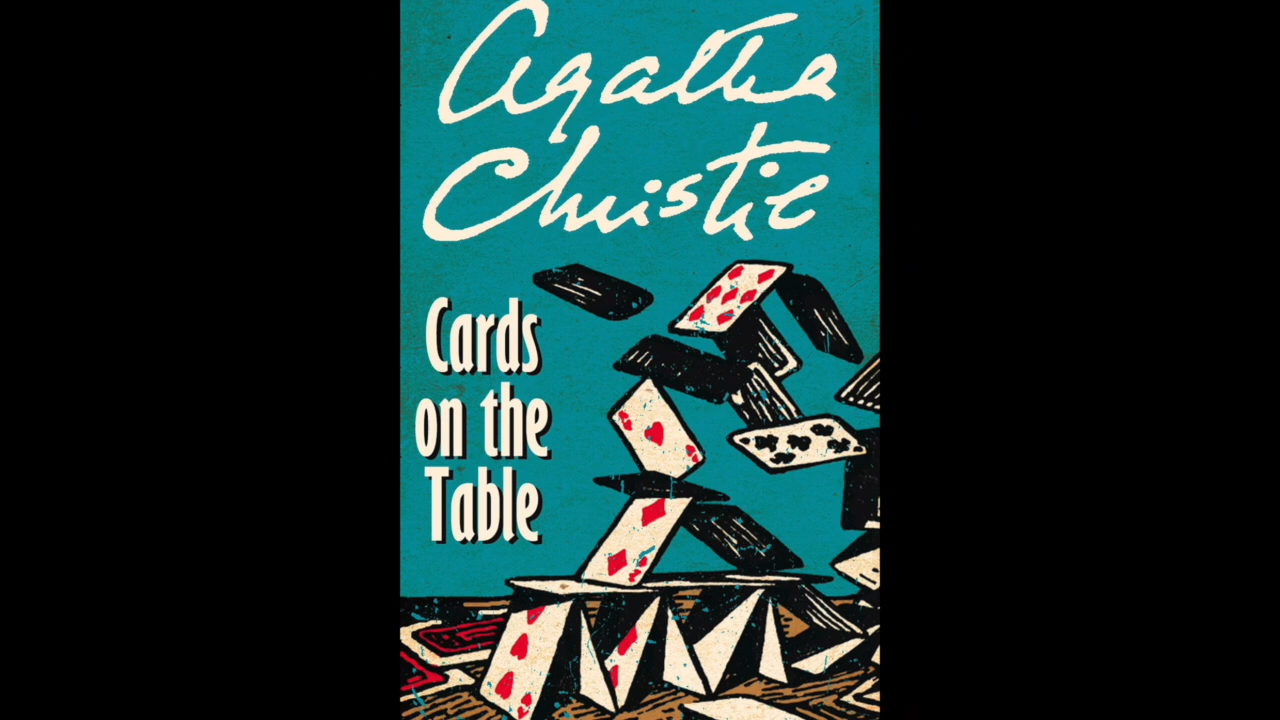 Agatha
Christie
Cards
on the
Table